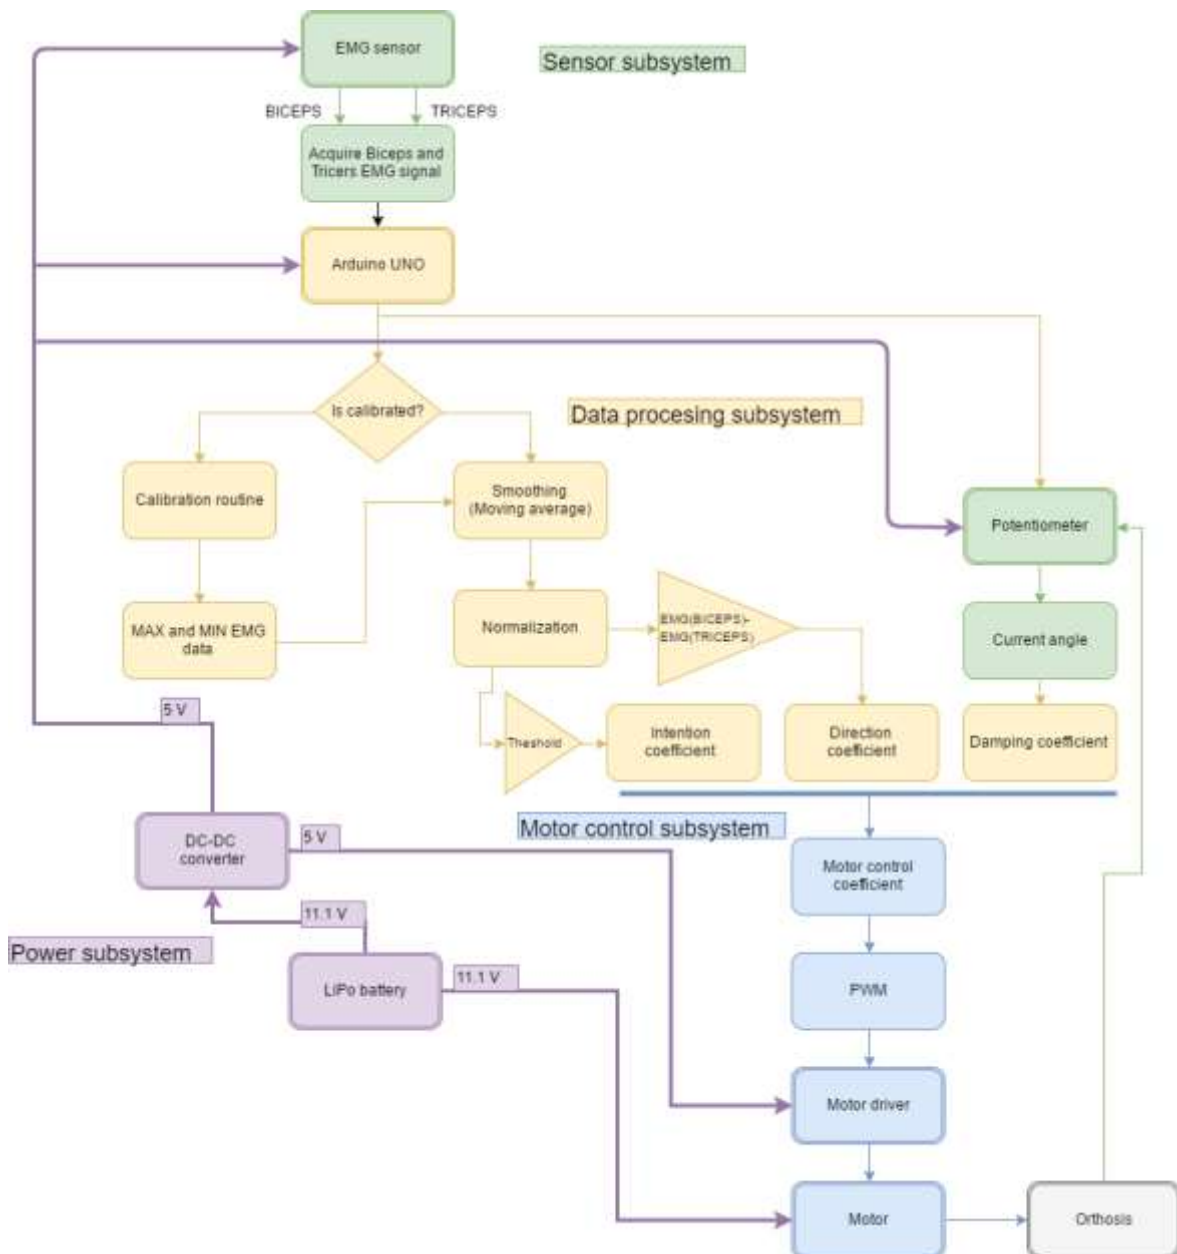 EMG sensor
Sensor subsystem
BICEPS
TRICEPS
Acquire Biceps and
Tricers EMG signal
Arduino UNO
Is calibrated?
Data procesing subsystem
Calibration routine
Smoothing
(Moving average)
Potentiometer
MAX and MIN EMG
data
Normalization
EMG(BICEPS)-
EMG(TRICEPS)
Current angle
5 V
Theshold
Intention
coefficient
Direction
coefficient
Damping coefficient
DC-DC
converter
5 V
Motor control subsystem
Motor control
coefficient
11.1 V
Power subsystem
LiPo battery
11.1 V
PWM
Motor driver
Motor
Orthosis